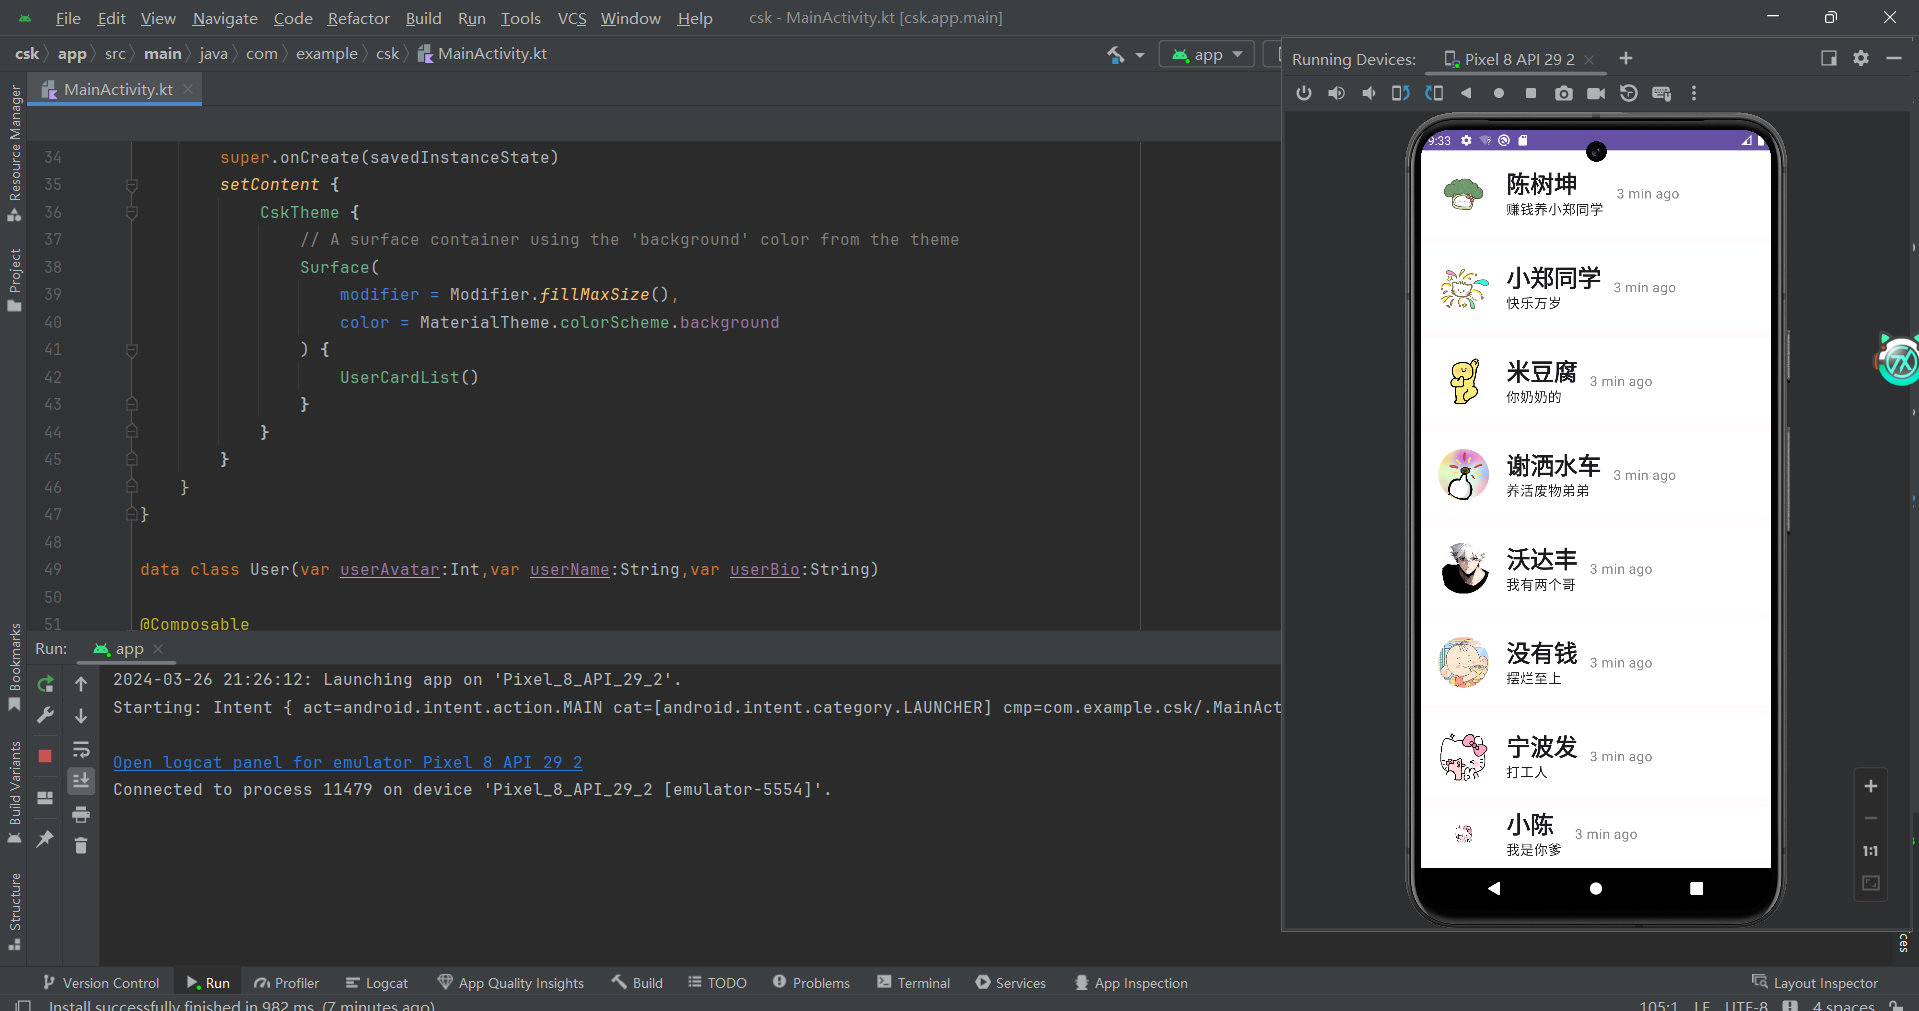 File Edit View Navigate Code Refactor Build Run Tools VCS Window Help csk - MainActivity.kt [csk.app.main]
csk app src main java com example csk MainActivity.kt
app
MainActivity.kt
Running Devices: Pixel 8 API 29 2
Resource Manager
Project
Bookmarks
Build Variants
Structure
34 super.onCreate(savedInstanceState)
35 setContent {
36 CskTheme {
37 // A surface container using the 'background' color from the theme
38 Surface(
39 modifier = Modifier.fillMaxSize(),
40 color = MaterialTheme.colorScheme.background
41 ) {
42 UserCardList()
43 }
44 }
45 }
46 }
47 }
48
49 data class User(var userAvatar:Int,var userName:String,var userBio:String)
50
51 @Composable
Run: app
2024-03-26 21:26:12: Launching app on 'Pixel_8_API_29_2'.
Starting: Intent { act=android.intent.action.MAIN cat=[android.intent.category.LAUNCHER] cmp=com.example.csk/.MainAct
Open logcat panel for emulator Pixel 8 API 29 2
Connected to process 11479 on device 'Pixel_8_API_29_2 [emulator-5554]'.
9:33
陈树坤 3 min ago
赚钱养小郑同学
小郑同学 3 min ago
快乐万岁
米豆腐 3 min ago
你奶奶的
谢洒水车 3 min ago
养活废物弟弟
沃达丰 3 min ago
我有两个哥
没有钱 3 min ago
摆烂至上
宁波发 3 min ago
打工人
小陈 3 min ago
我是你爹
1:1
Version Control Run Profiler Logcat App Quality Insights Build TODO Problems Terminal Services App Inspection Layout Inspector
Install successfully finished in 982 ms. (7 minutes ago) 105:1 LF UTF-8 4 spaces